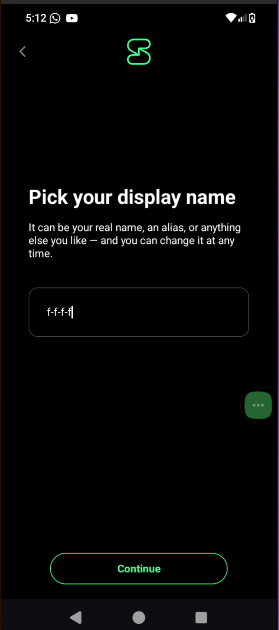 5:12
Pick your display name
It can be your real name, an alias, or anything
else you like — and you can change it at any
time.
f-f-f-f
Continue